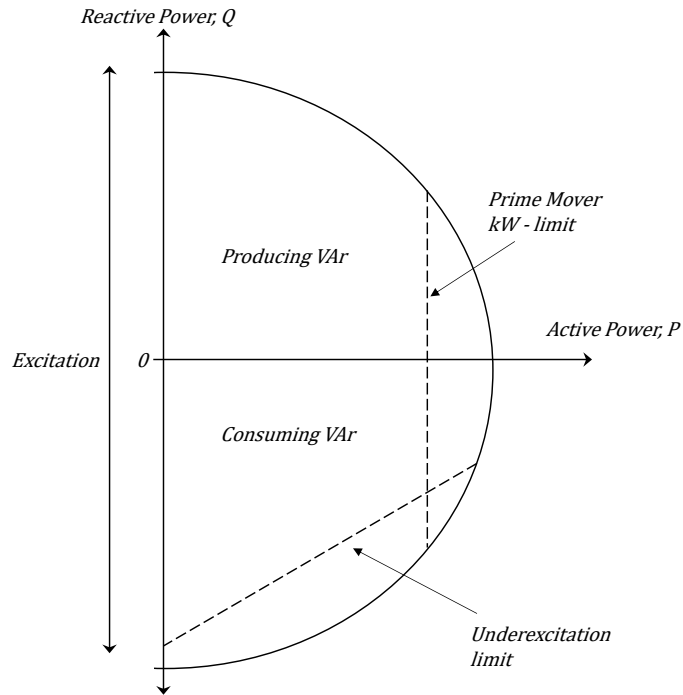 Reactive Power, Q
Prime Mover
kW - limit
Producing VAr
Active Power, P
Excitation
0
Consuming VAr
Underexcitation
limit